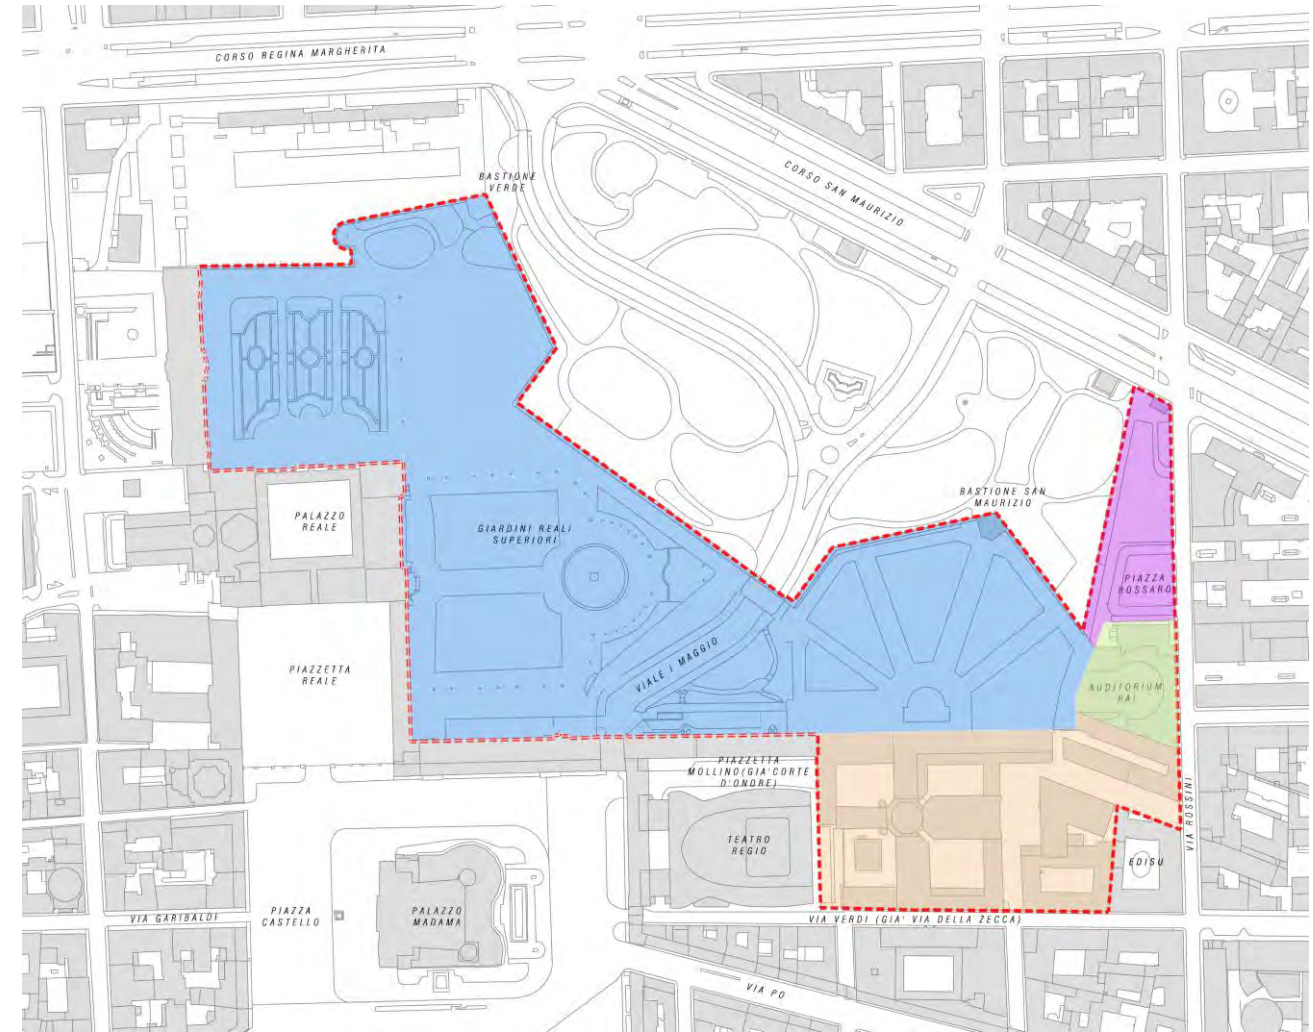 CORSO REGINA MARGHERITA
BASTIONE
VERDE
CORSO SAN MAURIZIO
BASTIONE SAN
MAURIZIO
PALAZZO
REALE
GIARDINI REALI
SUPERIORI
PIAZZA
ROSSARO
PIAZZETTA
REALE
VIALE I MAGGIO
AUDITORIUM
RAI
PIAZZETTA
MOLLINO(GIA'CORTE
D'ONORE)
TEATRO
REGIO
VIA ROSSINI
EDISU
VIA GARIBALDI
PIAZZA
CASTELLO
PALAZZO
MADAMA
VIA VERDI (GIA' VIA DELLA ZECCA)
VIA PO